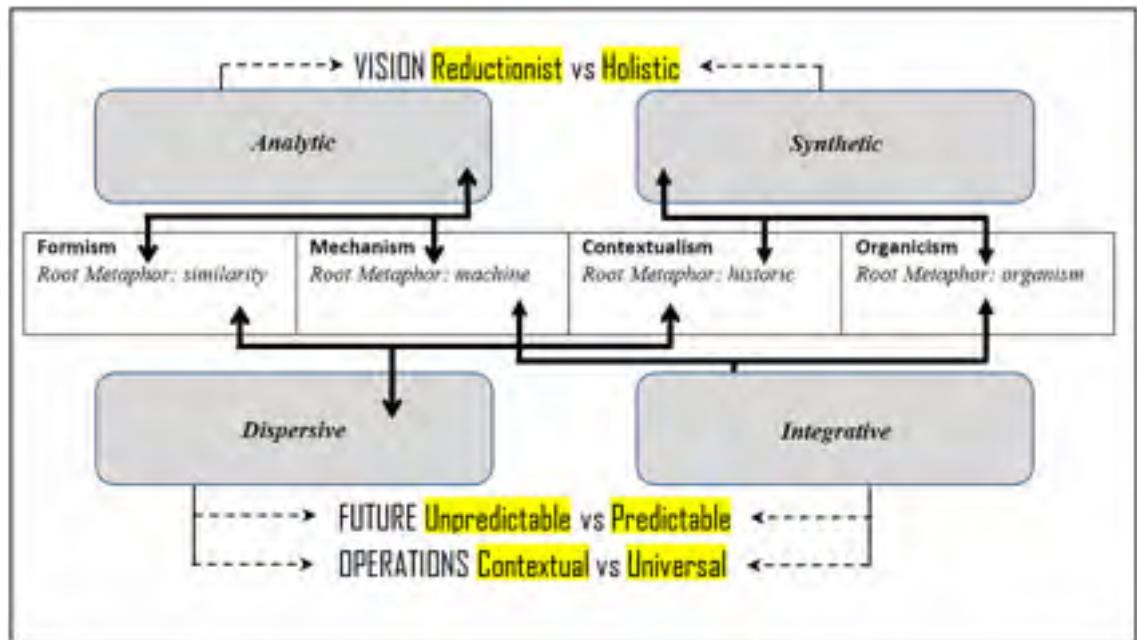 VISION Reductionist vs Holistic
Analytic
Synthetic
Formism
Root Metaphor: similarity
Mechanism
Root Metaphor: machine
Contextualism
Root Metaphor: historic
Organicism
Root Metaphor: organism
Dispersive
Integrative
FUTURE Unpredictable vs Predictable
OPERATIONS Contextual vs Universal